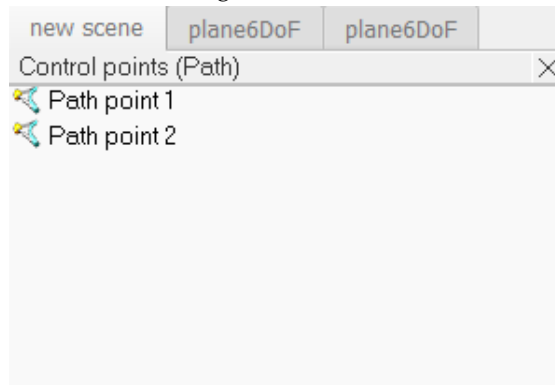 new scene plane6DoF plane6DoF
Control points (Path)
Path point 1
Path point 2